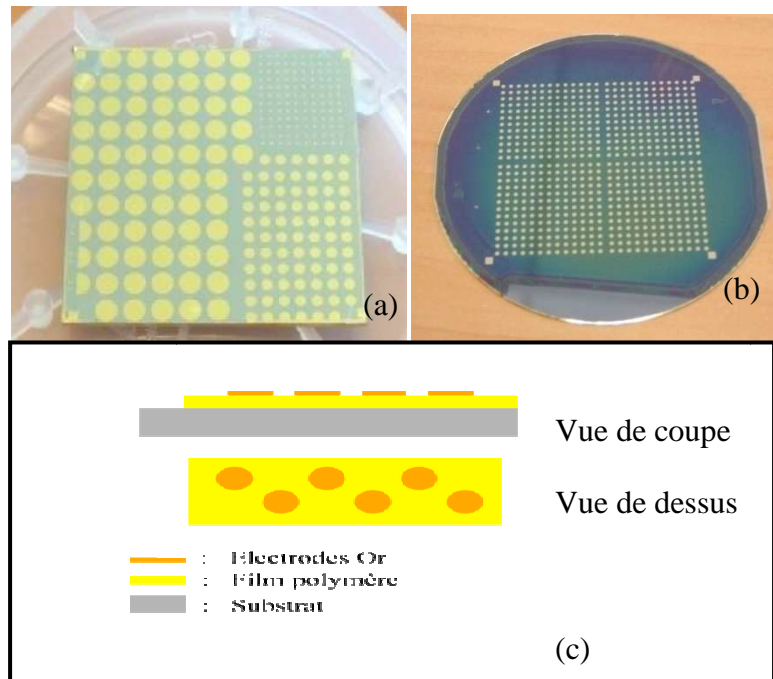 (a)
(b)
Vue de coupe
Vue de dessus
: Electrodes Or
: Film polymère
: Substrat
(c)